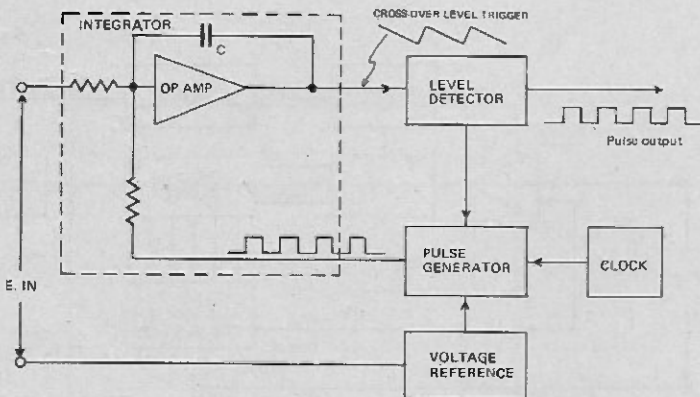 CROSS-OVER LEVEL TRIGGER
INTEGRATOR
C
OP AMP
LEVEL
DETECTOR
Pulse output
PULSE
GENERATOR
CLOCK
E. IN
VOLTAGE
REFERENCE